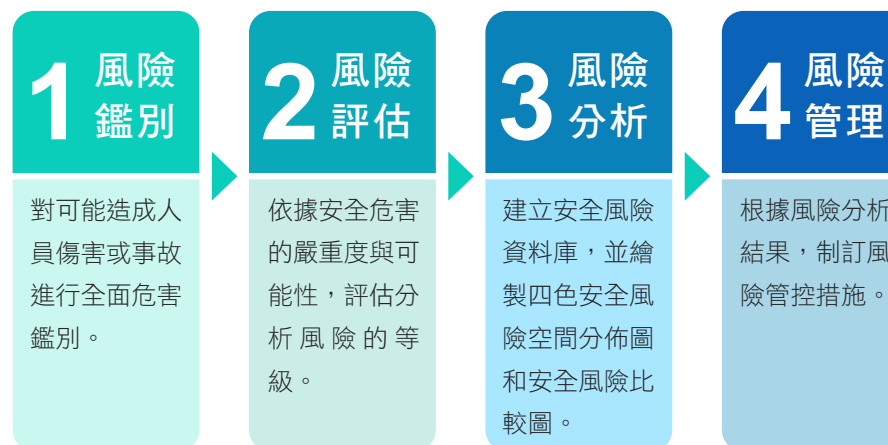 1
風險
鑑別
對可能造成人
員傷害或事故
進行全面危害
鑑別。
2
風險
評估
依據安全危害
的嚴重度與可
能性，評估分
析風險的等
級。
3
風險
分析
建立安全風險
資料庫，並繪
製四色安全風
險空間分佈圖
和安全風險比
較圖。
4
風險
管理
根據風險分析
結果，制訂風
險管控措施。